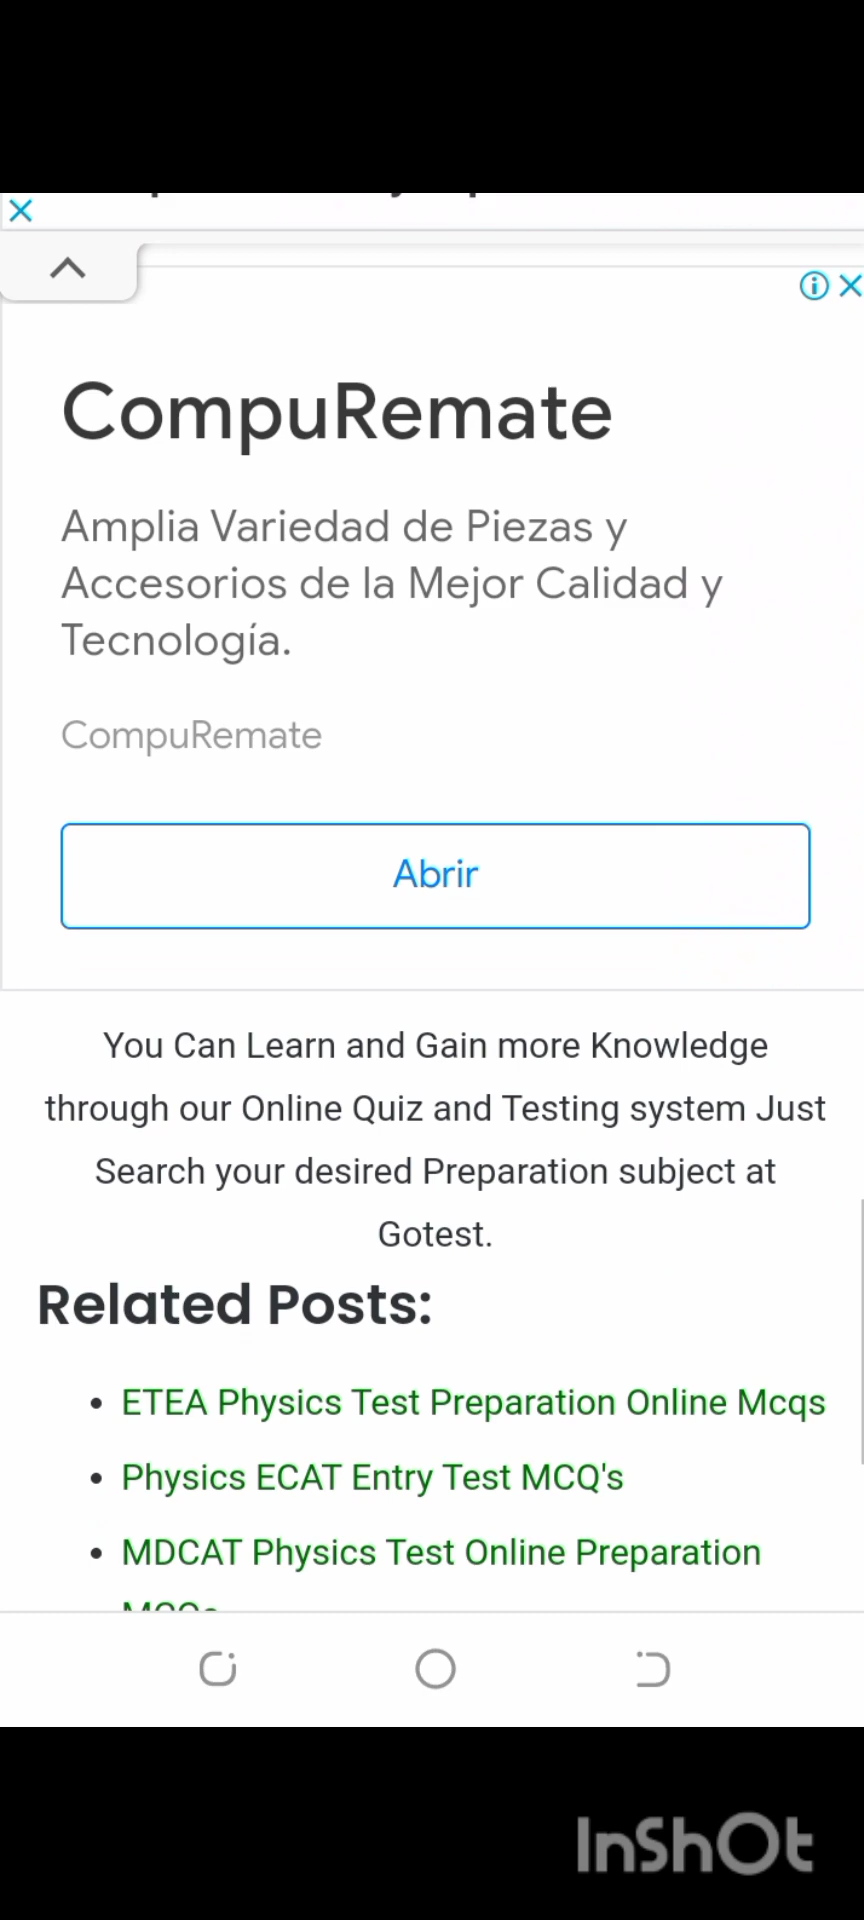 CompuRemate
Amplia Variedad de Piezas y
Accesorios de la Mejor Calidad y
Tecnología.
CompuRemate
Abrir
You Can Learn and Gain more Knowledge
through our Online Quiz and Testing system Just
Search your desired Preparation subject at
Gotest.
Related Posts:
• ETEA Physics Test Preparation Online Mcqs
• Physics ECAT Entry Test MCQ's
• MDCAT Physics Test Online Preparation
InShOt